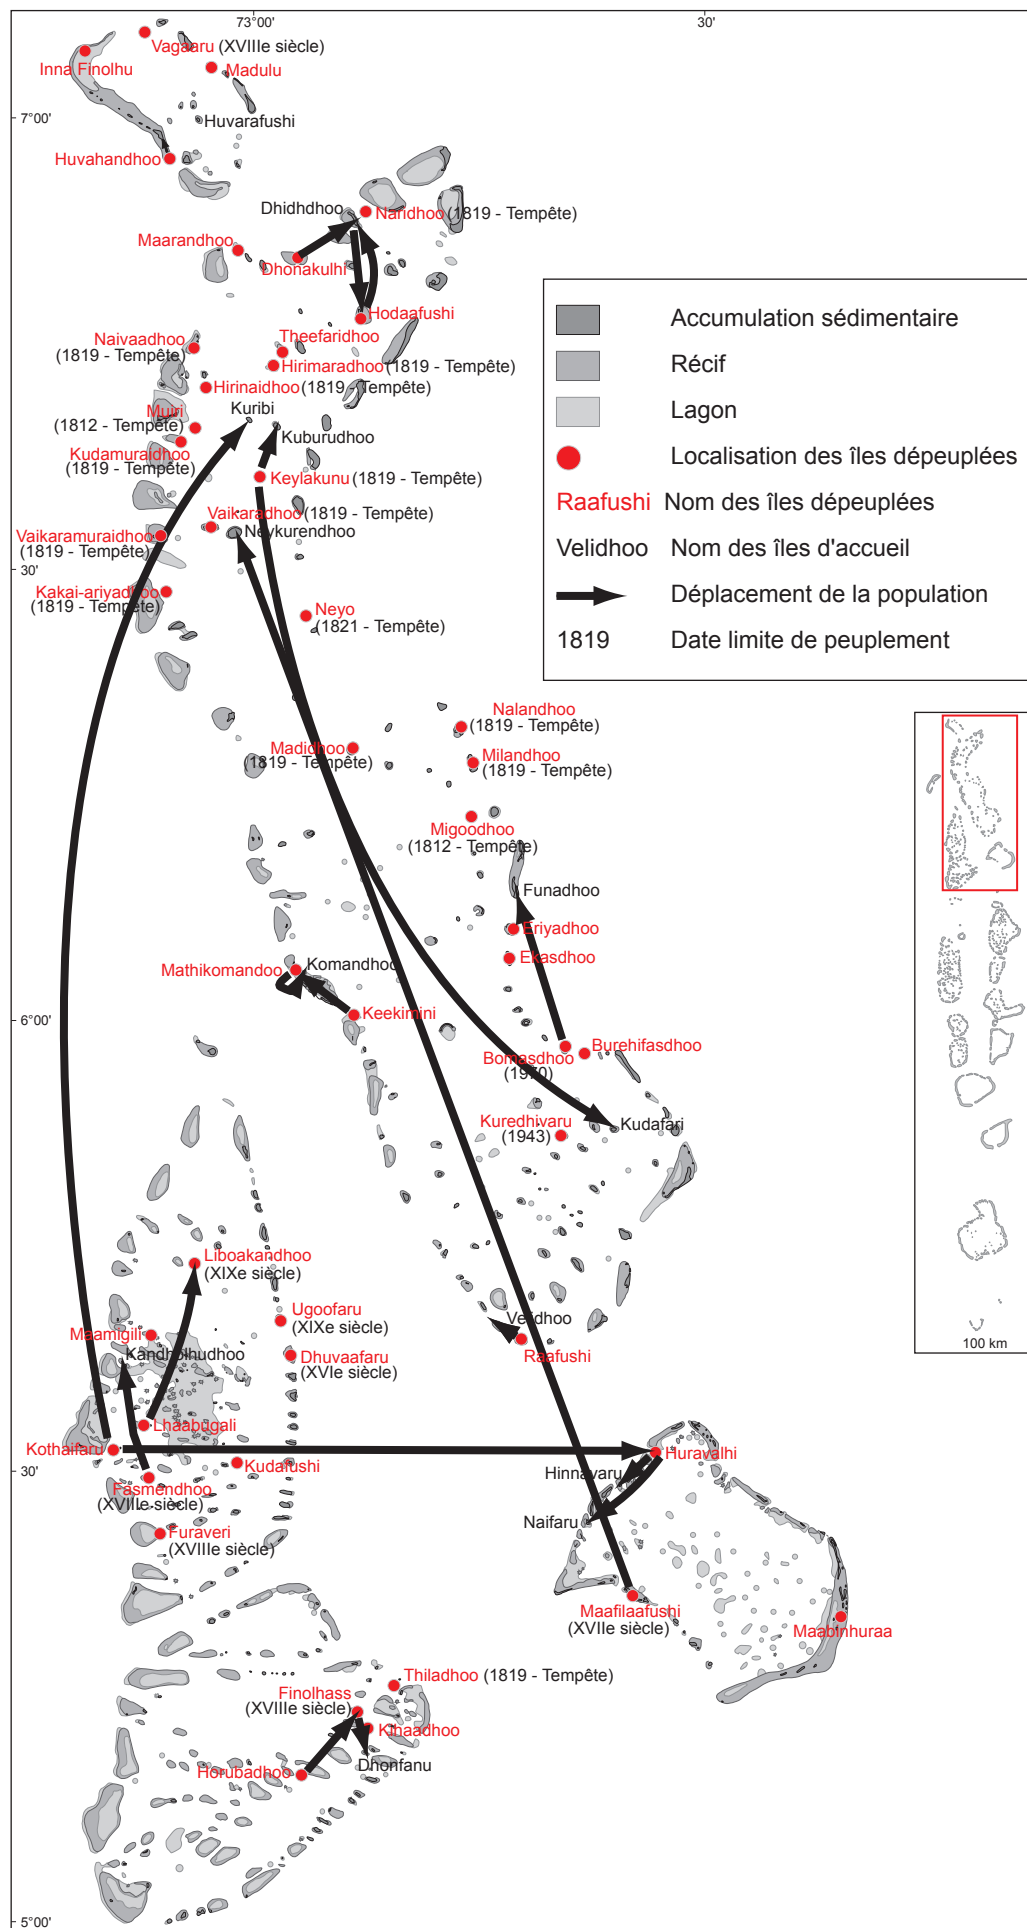 73°00'
30'
Vagaaru (XVIIIe siècle)
Inna Finolhu
Madulu
7°00'
Huvarafushi
Huvahandhoo
Dhidhdhoo
Naridhoo (1819 - Tempête)
Maarandhoo
Dhonakulhi
Hodaafushi
Naivaadhoo
(1819 - Tempête)
Theefaridhoo
Hirimaradhoo (1819 - Tempête)
Hirinaidhoo (1819 - Tempête)
Muiri
(1812 - Tempête)
Kuribi
Kuburudhoo
Kudamuraidhoo
(1819 - Tempête)
Keylakunu (1819 - Tempête)
Vaikaradhoo (1819 - Tempête)
Neykurendhoo
Vaikaramuraidhoo
(1819 - Tempête)
30'
Kakai-ariyadhoo
(1819 - Tempête)
Neyo
(1821 - Tempête)
Accumulation sédimentaire
Récif
Lagon
Localisation des îles dépeuplées
Raafushi Nom des îles dépeuplées
Velidhoo Nom des îles d'accueil
Déplacement de la population
1819 Date limite de peuplement
Nalandhoo
(1819 - Tempête)
Madidhoo
(1819 - Tempête)
Milandhoo
(1819 - Tempête)
Migoodhoo
(1812 - Tempête)
Funadhoo
Eriyadhoo
Ekasdhoo
Mathikomandoo
Komandhoo
Keekimini
6°00'
Bomasdhoo
(1970)
Burehifasdhoo
Kuredhivaru
(1943)
Kudafari
Liboakandhoo
(XIXe siècle)
Ugoofaru
(XIXe siècle)
Velidhoo
Raafushi
Maamigili
Kandholhudhoo
Dhuvaafaru
(XVIe siècle)
100 km
Lhaabugali
Kothaifaru
Kudafushi
Huravalhi
Hinnavaru
30'
Fasmendhoo
(XVIIIe siècle)
Naifaru
Furaveri
(XVIIIe siècle)
Maafilaafushi
(XVIIe siècle)
Maabinhuraa
Thiladhoo (1819 - Tempête)
Finolhass
(XVIIIe siècle)
Kihaadhoo
Dhonfanu
Horubadhoo
5°00'